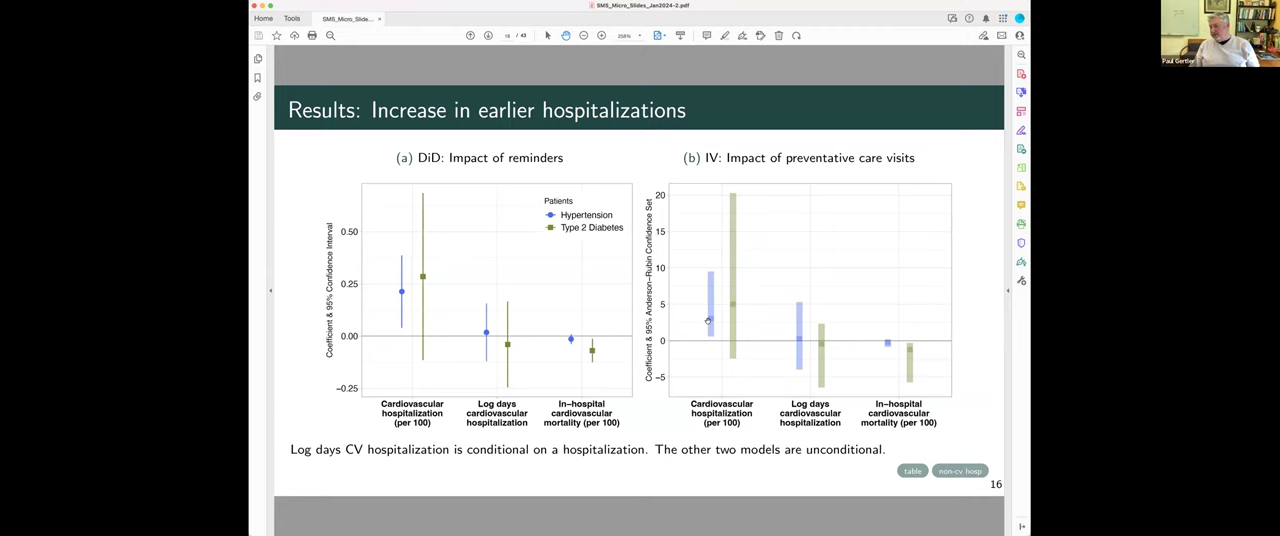 SMS_Micro_Slides_Jan2024-2.pdf
Home Tools SMS_Micro_Slide... ×
18 / 43 258%
Paul Gertler
Results: Increase in earlier hospitalizations
(a) DiD: Impact of reminders
Coefficient & 95% Confidence Interval
0.50
0.25
0.00
−0.25
Patients
Hypertension
Type 2 Diabetes
Cardiovascular
hospitalization
(per 100)
Log days
cardiovascular
hospitalization
In−hospital
cardiovascular
mortality (per 100)
(b) IV: Impact of preventative care visits
Coefficient & 95% Anderson−Rubin Confidence Set
20
15
10
5
0
−5
Cardiovascular
hospitalization
(per 100)
Log days
cardiovascular
hospitalization
In−hospital
cardiovascular
mortality (per 100)
Log days CV hospitalization is conditional on a hospitalization. The other two models are unconditional.
table non-cv hosp
16